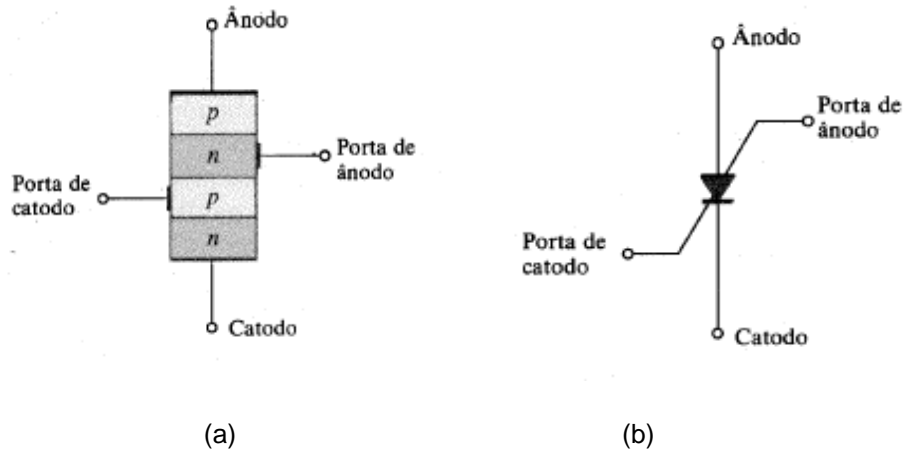 Ânodo
p
n
p
n
Porta de
ânodo
Porta de
catodo
Catodo
(a)
Ânodo
Porta de
ânodo
Porta de
catodo
Catodo
(b)